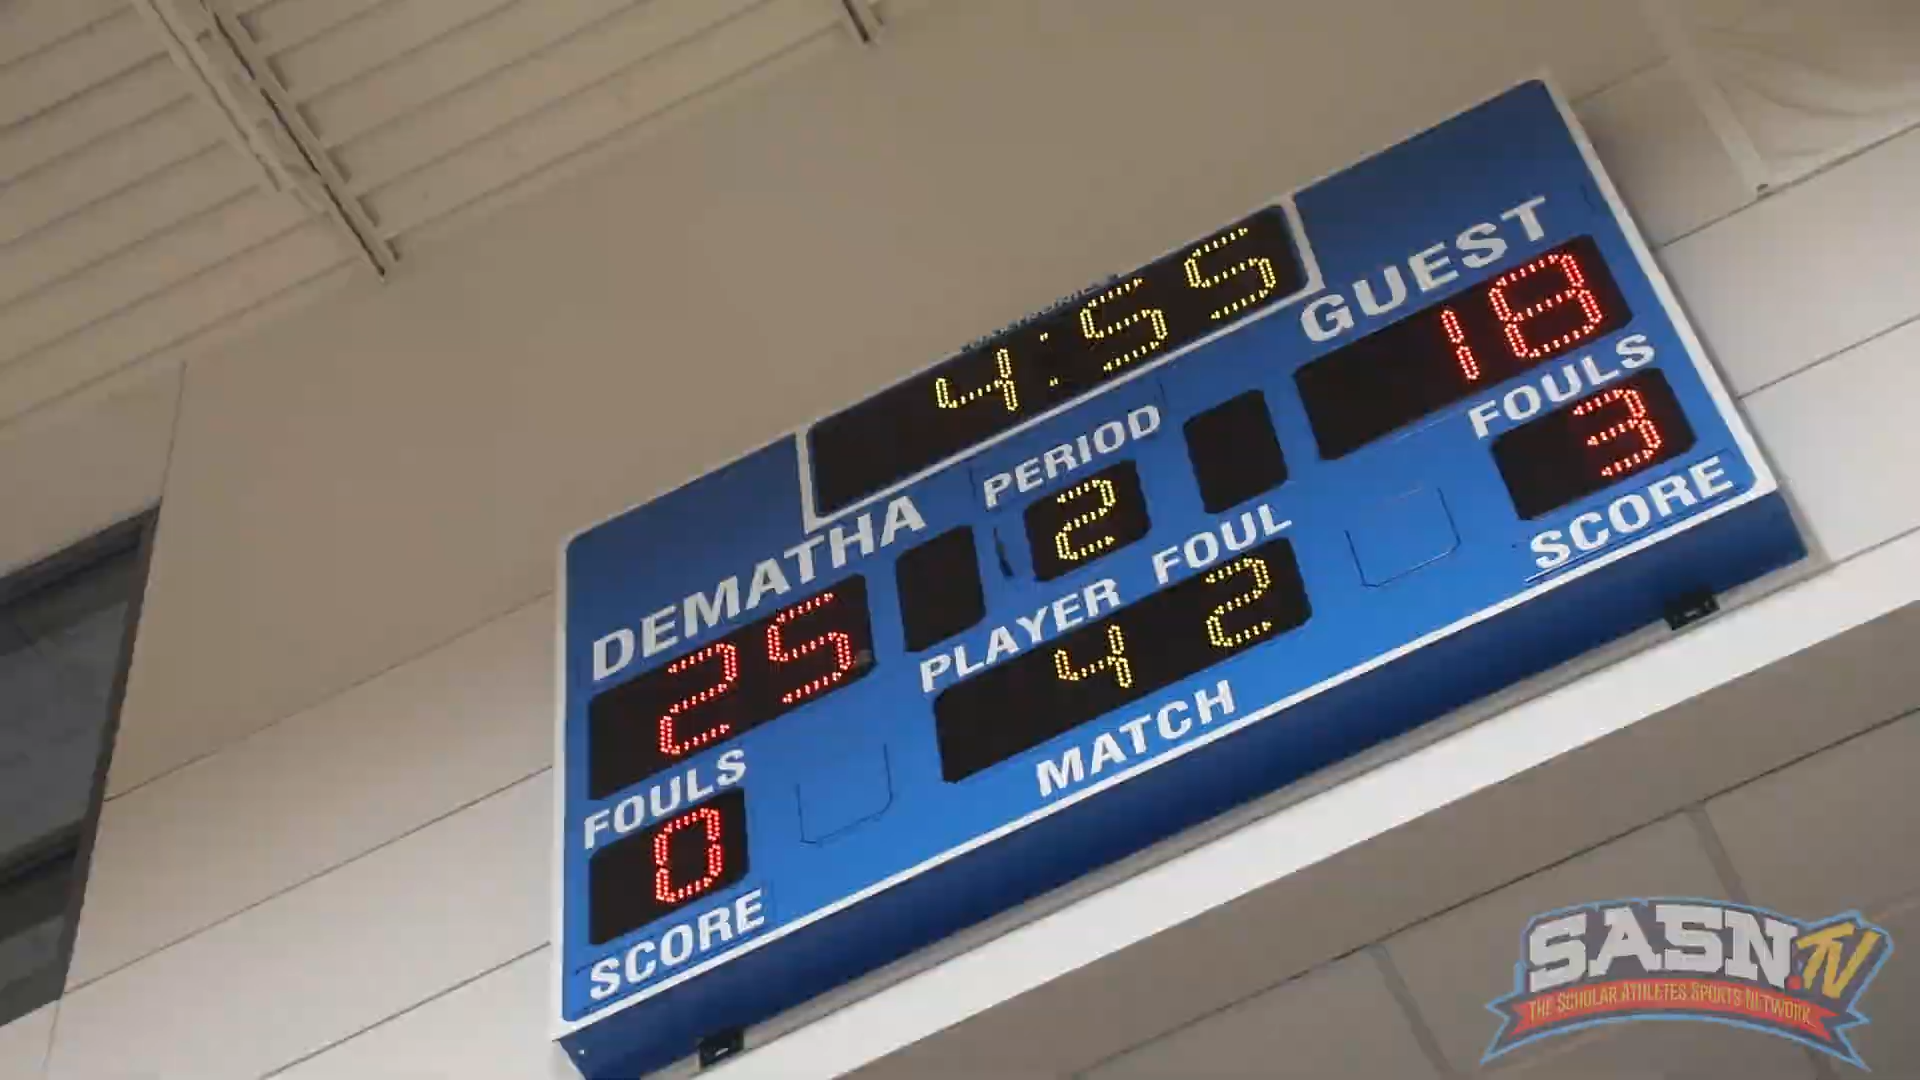 4:55
GUEST
18
PERIOD
2
FOULS
3
DEMATHA
25
PLAYER FOUL
4 2
SCORE
MATCH
FOULS
0
SCORE
SASN.TV
THE SCHOLAR ATHLETES SPORTS NETWORK